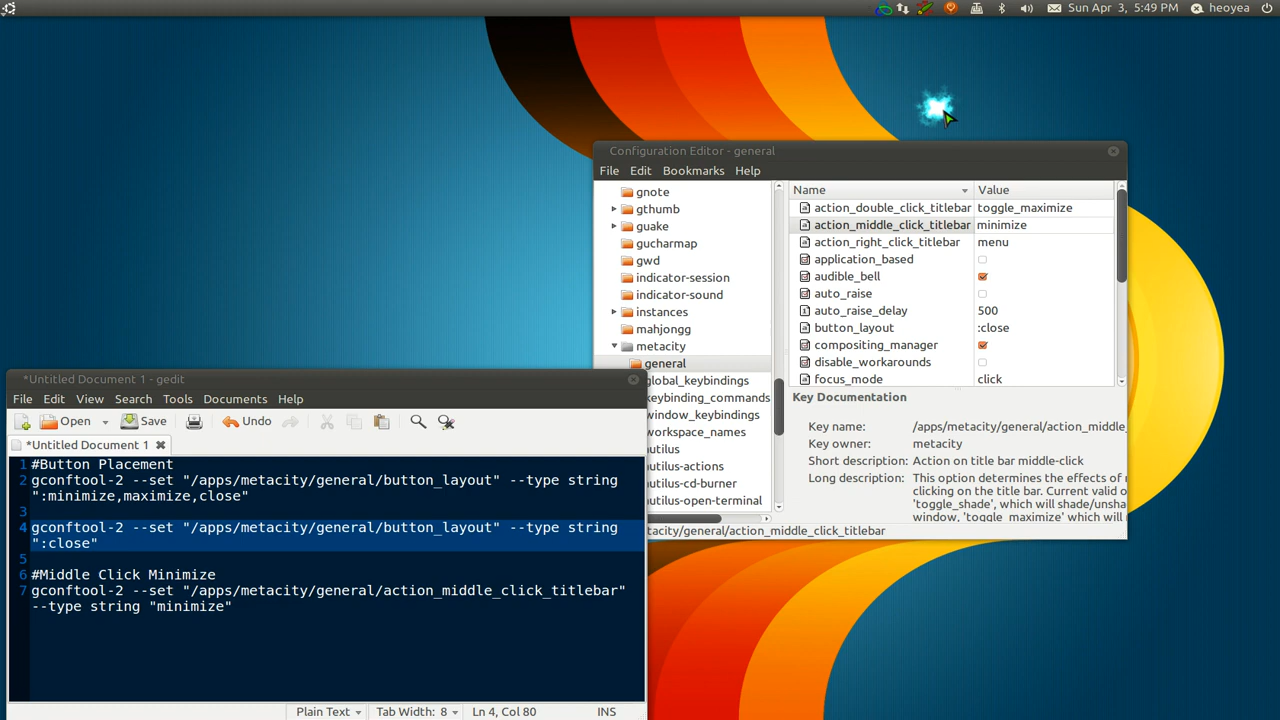 Sun Apr 3, 5:49 PM heoyea
Configuration Editor - general
File Edit Bookmarks Help
gnote
gthumb
guake
gucharmap
gwd
indicator-session
indicator-sound
instances
mahjongg
metacity
general
global_keybindings
keybinding_commands
window_keybindings
workspace_names
autilus
autilus-actions
autilus-cd-burner
autilus-open-terminal
Name Value
action_double_click_titlebar toggle_maximize
action_middle_click_titlebar minimize
action_right_click_titlebar menu
application_based
audible_bell
auto_raise
auto_raise_delay 500
button_layout :close
compositing_manager
disable_workarounds
focus_mode click
Key Documentation
Key name: /apps/metacity/general/action_middle_
Key owner: metacity
Short description: Action on title bar middle-click
Long description: This option determines the effects of
clicking on the title bar. Current valid o
'toggle_shade', which will shade/unsha
window, 'toggle_maximize' which will
tacity/general/action_middle_click_titlebar
*Untitled Document 1 - gedit
File Edit View Search Tools Documents Help
Open Save Undo
*Untitled Document 1
1 #Button Placement
2 gconftool-2 --set "/apps/metacity/general/button_layout" --type string
":minimize,maximize,close"
3
4 gconftool-2 --set "/apps/metacity/general/button_layout" --type string
":close"
5
6 #Middle Click Minimize
7 gconftool-2 --set "/apps/metacity/general/action_middle_click_titlebar"
--type string "minimize"
Plain Text Tab Width: 8 Ln 4, Col 80 INS